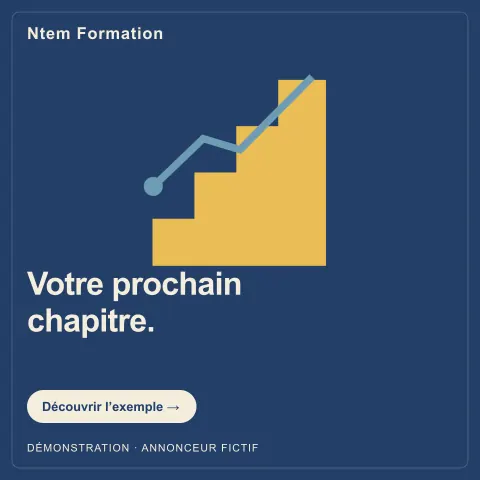 Ntem Formation
Votre prochain
chapitre.
Découvrir l’exemple →
DÉMONSTRATION · ANNONCEUR FICTIF